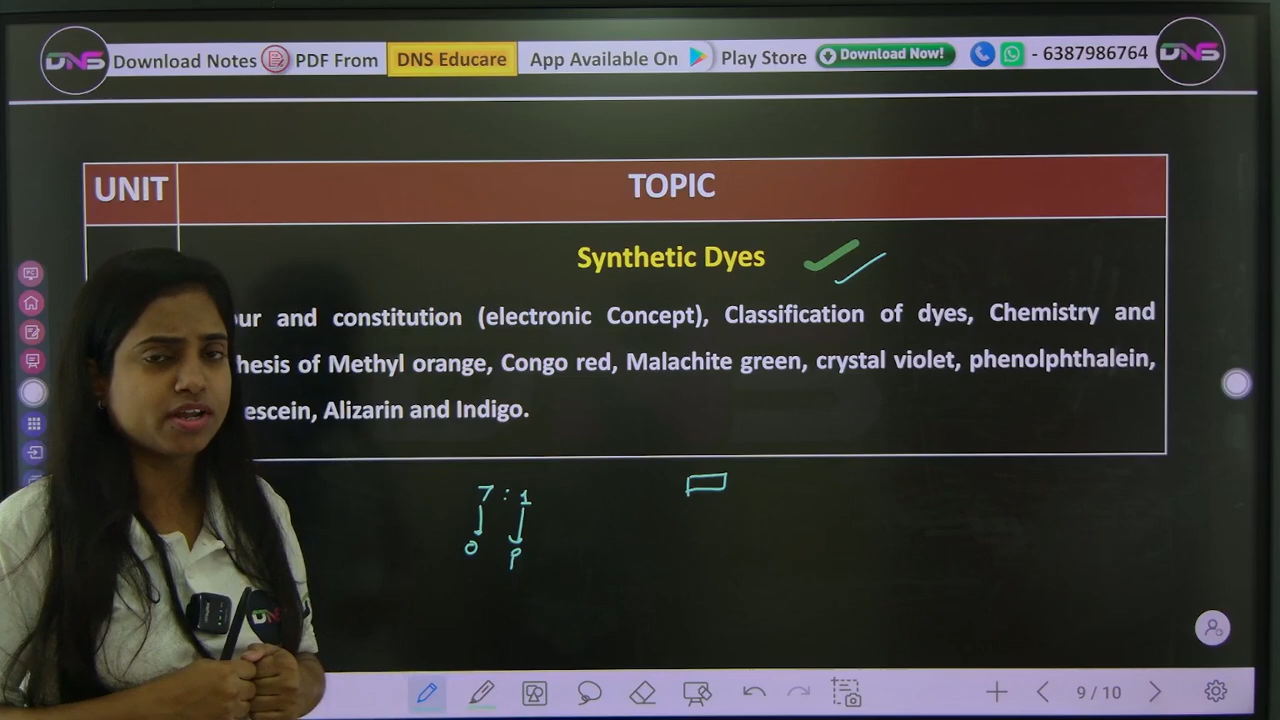 DNS Download Notes PDF From DNS Educare App Available On Play Store Download Now! - 6387986764 DNS
UNIT TOPIC
Synthetic Dyes
our and constitution (electronic Concept), Classification of dyes, Chemistry and
hesis of Methyl orange, Congo red, Malachite green, crystal violet, phenolphthalein,
escein, Alizarin and Indigo.
7 : 1
O P
DNS
9 / 10